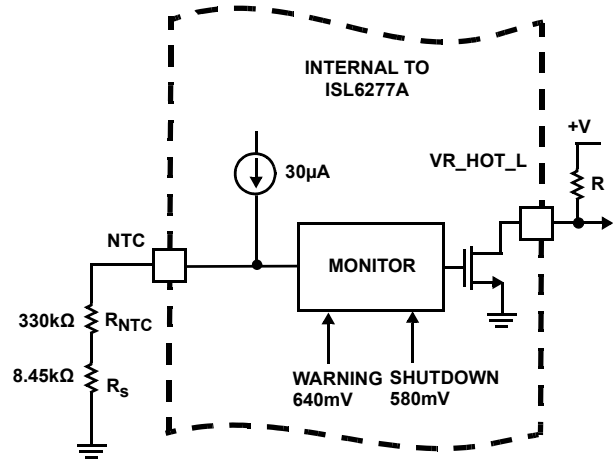 INTERNAL TO
ISL6277A
+V
VR_HOT_L
30µA
R
NTC
MONITOR
330kΩ
RNTC
8.45kΩ
Rs
WARNING
640mV
SHUTDOWN
580mV